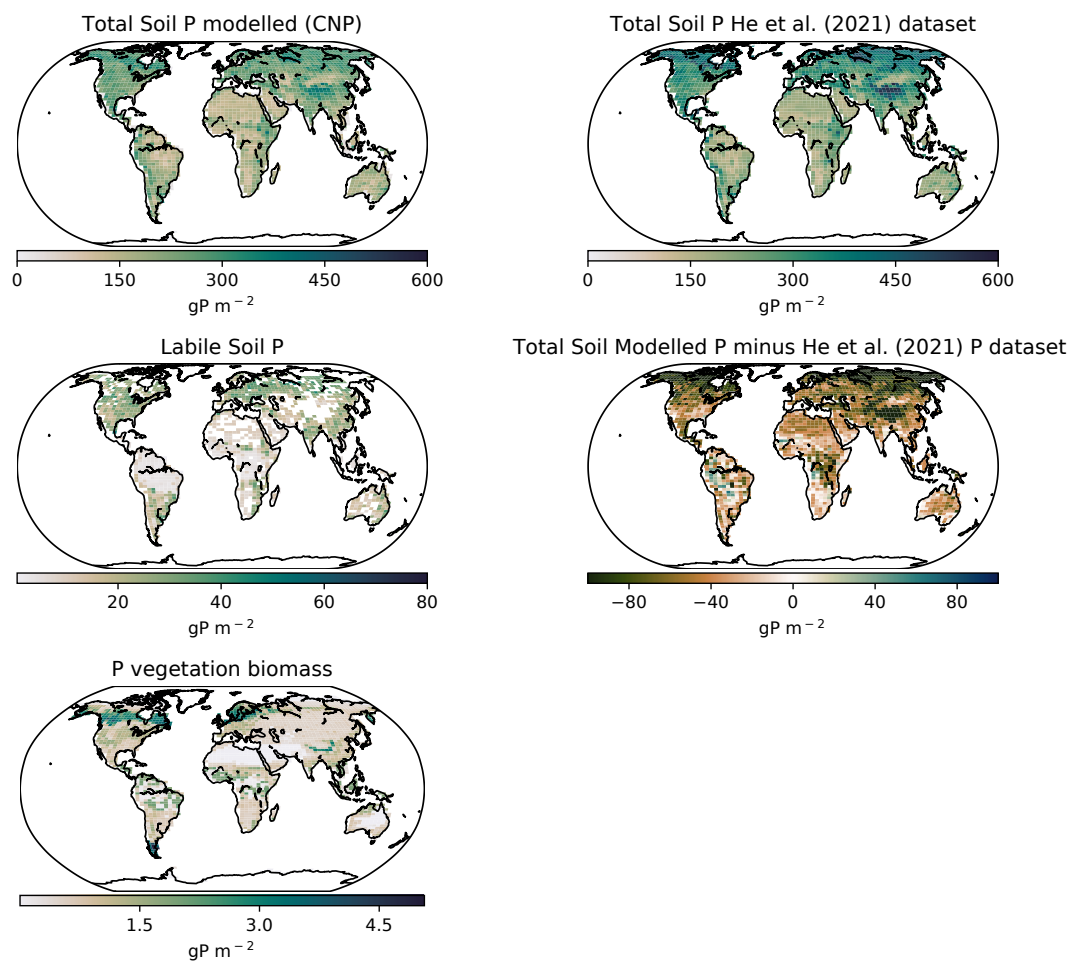 Total Soil P modelled (CNP)
Total Soil P He et al. (2021) dataset
0 150 300 450 600
gP m⁻²
0 150 300 450 600
gP m⁻²
Labile Soil P
Total Soil Modelled P minus He et al. (2021) P dataset
20 40 60 80
gP m⁻²
−80 −40 0 40 80
gP m⁻²
P vegetation biomass
1.5 3.0 4.5
gP m⁻²